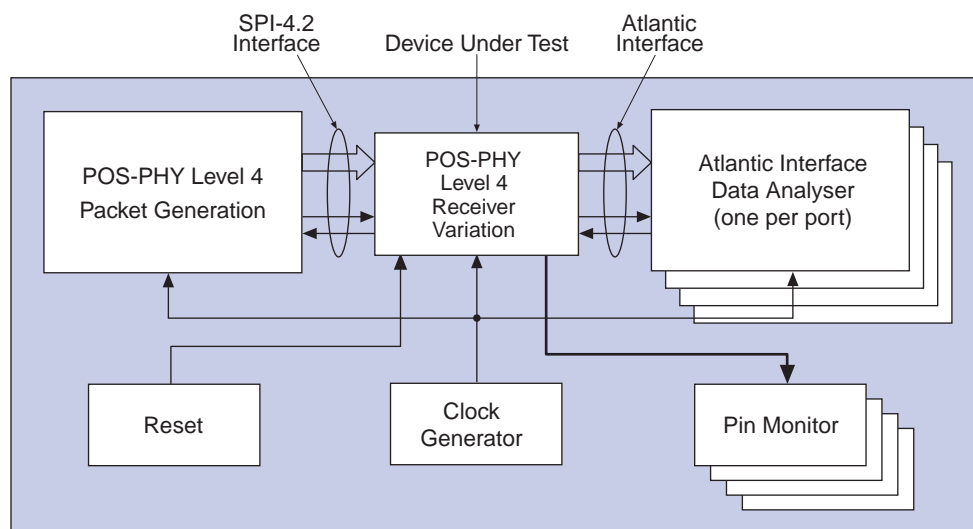 SPI-4.2
Interface
Device Under Test
Atlantic
Interface
POS-PHY Level 4
Packet Generation
POS-PHY
Level 4
Receiver
Variation
Atlantic Interface
Data Analyser
(one per port)
Reset
Clock
Generator
Pin Monitor